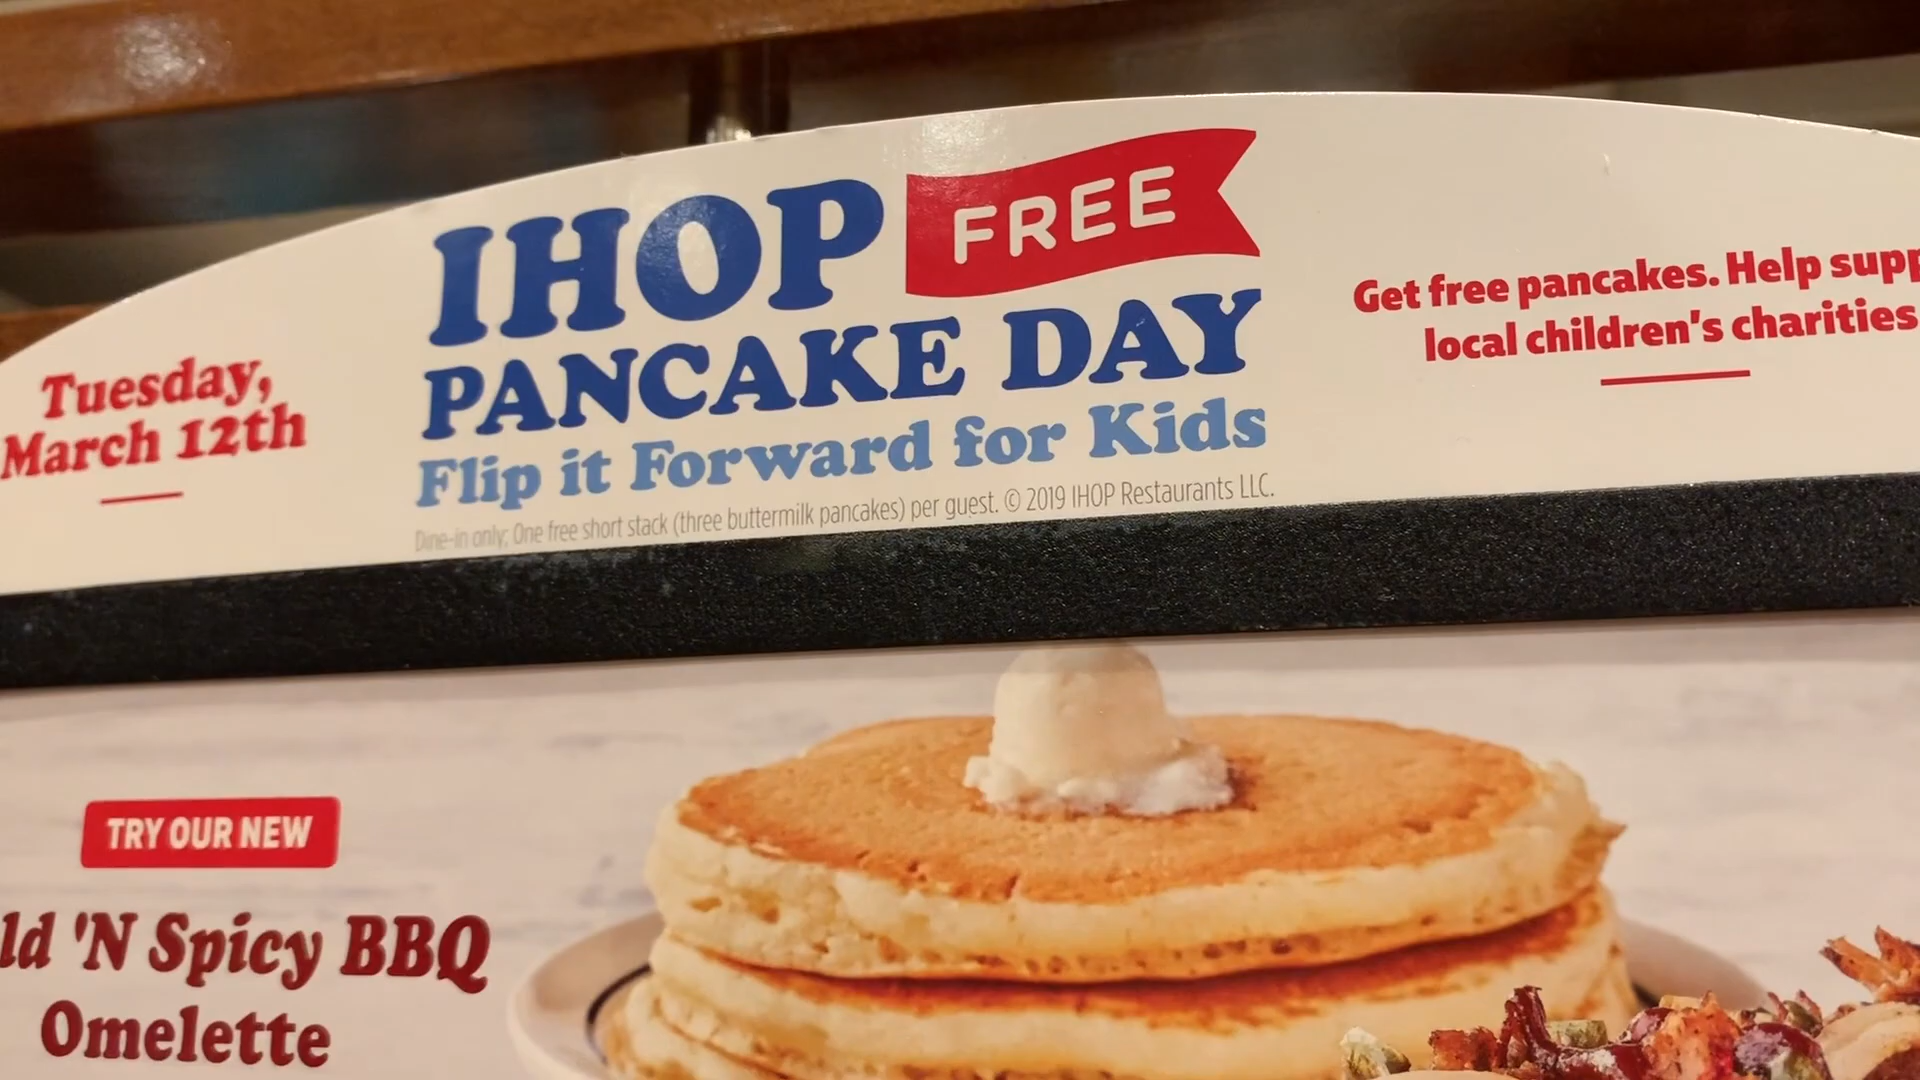 IHOP FREE
PANCAKE DAY
Flip it Forward for Kids
Dine-in only; One free short stack (three buttermilk pancakes) per guest. © 2019 IHOP Restaurants LLC.
Tuesday,
March 12th
Get free pancakes. Help supp
local children's charities
TRY OUR NEW
ld 'N Spicy BBQ
Omelette